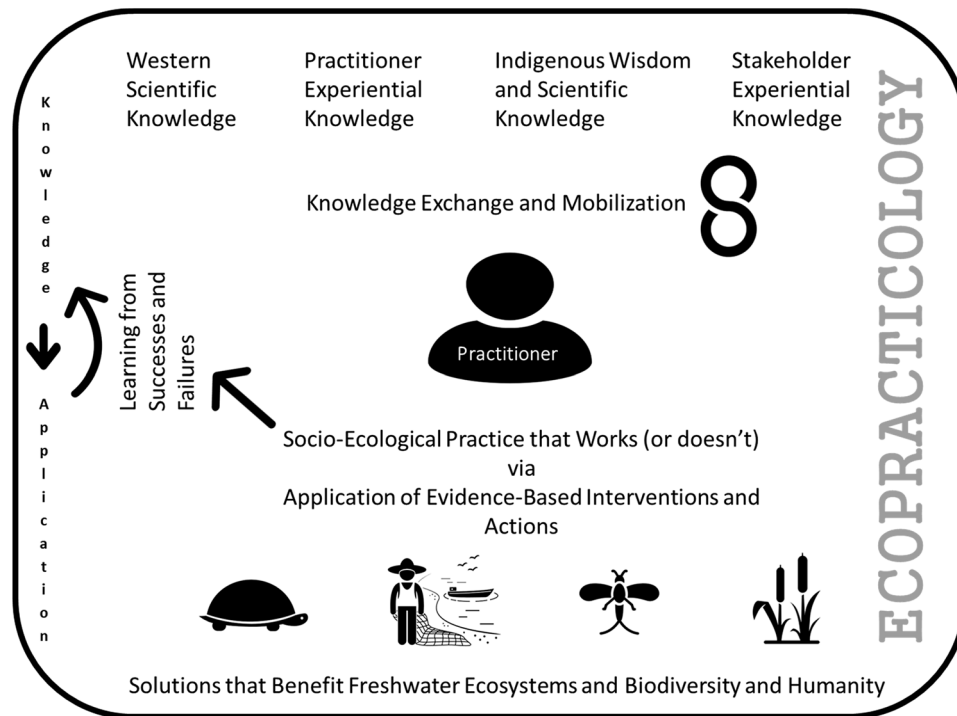 Western
Scientific
Knowledge
Practitioner
Experiential
Knowledge
Indigenous Wisdom
and Scientific
Knowledge
Stakeholder
Experiential
Knowledge
Knowledge Exchange and Mobilization
Practitioner
Knowledge
Application
Learning from
Successes and
Failures
Socio-Ecological Practice that Works (or doesn't)
via
Application of Evidence-Based Interventions and
Actions
Solutions that Benefit Freshwater Ecosystems and Biodiversity and Humanity
ECOPRACTICOLOGY